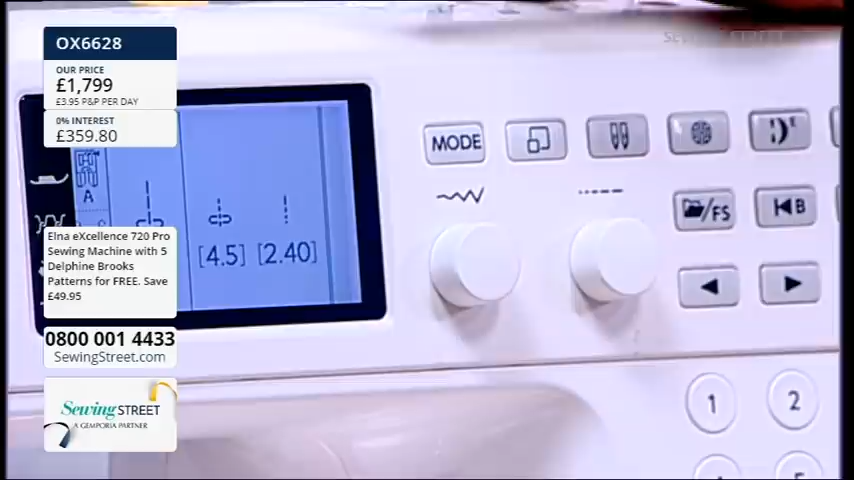 OX6628
OUR PRICE
£1,799
£3.95 P&P PER DAY
0% INTEREST
£359.80
Elna eXcellence 720 Pro
Sewing Machine with 5
Delphine Brooks
Patterns for FREE. Save
£49.95
0800 001 4433
SewingStreet.com
Sewing STREET
A GEMPORIA PARTNER
A
[4.5] [2.40]
MODE
E
/FS
B
1
2
Sewing STREET